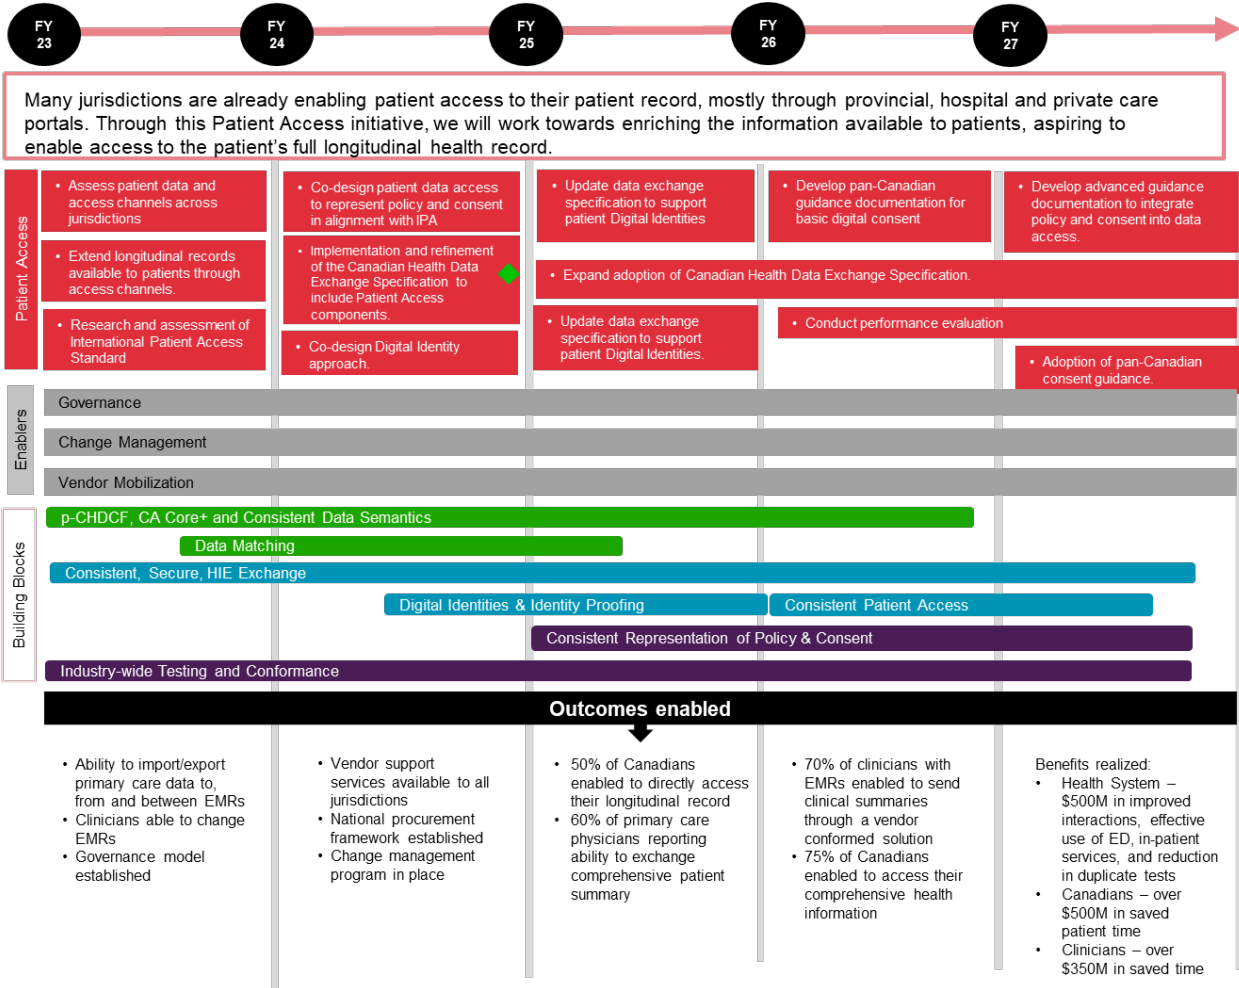 FY
23
FY
24
FY
25
FY
26
FY
27
Many jurisdictions are already enabling patient access to their patient record, mostly through provincial, hospital and private care
portals. Through this Patient Access initiative, we will work towards enriching the information available to patients, aspiring to
enable access to the patient's full longitudinal health record.
Patient Access
• Assess patient data and
access channels across
jurisdictions
• Extend longitudinal records
available to patients through
access channels.
• Research and assessment of
International Patient Access
Standard
• Co-design patient data access
to represent policy and consent
in alignment with IPA
• Implementation and refinement
of the Canadian Health Data
Exchange Specification to
include Patient Access
components.
• Co-design Digital Identity
approach.
• Update data exchange
specification to support
patient Digital Identities
• Develop pan-Canadian
guidance documentation for
basic digital consent
• Develop advanced guidance
documentation to integrate
policy and consent into data
access.
• Expand adoption of Canadian Health Data Exchange Specification.
• Update data exchange
specification to support
patient Digital Identities.
• Conduct performance evaluation
• Adoption of pan-Canadian
consent guidance.
Enablers
Governance
Change Management
Vendor Mobilization
Building Blocks
p-CHDCF, CA Core+ and Consistent Data Semantics
Data Matching
Consistent, Secure, HIE Exchange
Digital Identities & Identity Proofing
Consistent Patient Access
Consistent Representation of Policy & Consent
Industry-wide Testing and Conformance
Outcomes enabled
• Ability to import/export
primary care data to,
from and between EMRs
• Clinicians able to change
EMRs
• Governance model
established
• Vendor support
services available to all
jurisdictions
• National procurement
framework established
• Change management
program in place
• 50% of Canadians
enabled to directly access
their longitudinal record
• 60% of primary care
physicians reporting
ability to exchange
comprehensive patient
summary
• 70% of clinicians with
EMRs enabled to send
clinical summaries
through a vendor
conformed solution
• 75% of Canadians
enabled to access their
comprehensive health
information
Benefits realized:
• Health System –
$500M in improved
interactions, effective
use of ED, in-patient
services, and reduction
in duplicate tests
• Canadians – over
$500M in saved
patient time
• Clinicians – over
$350M in saved time